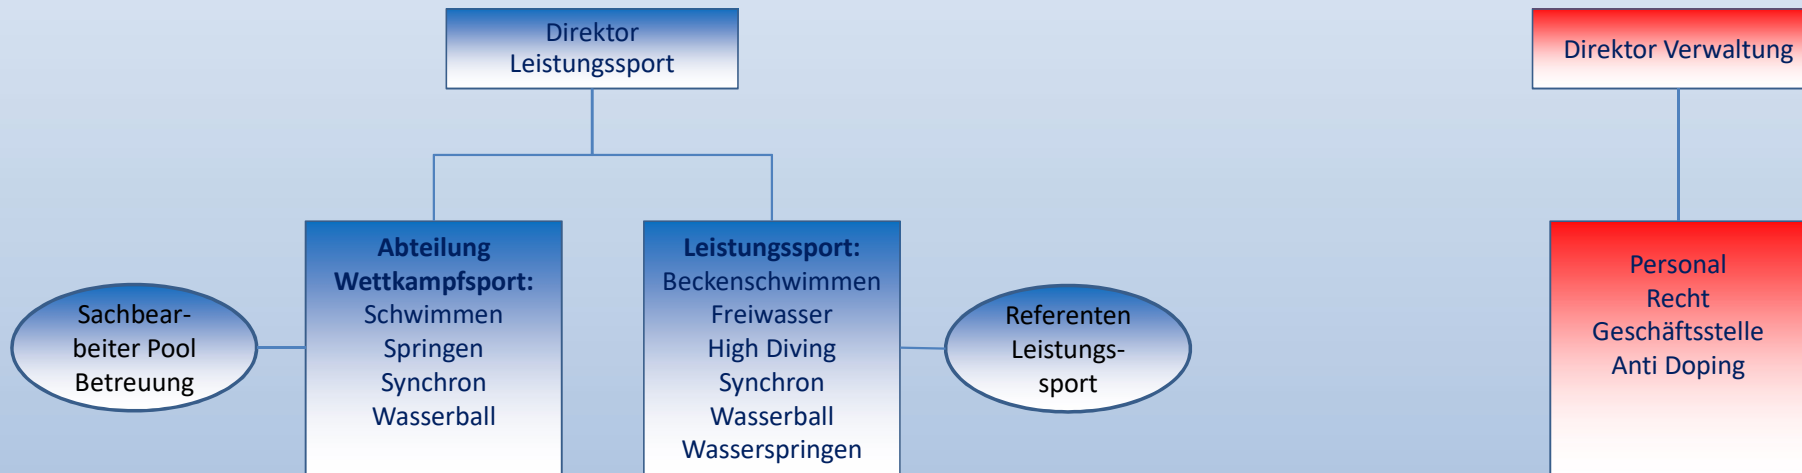 Direktor
Leistungssport
Direktor Verwaltung
Sachbear-
beiter Pool
Betreuung
Abteilung
Wettkampfsport:
Schwimmen
Springen
Synchron
Wasserball
Leistungssport:
Beckenschwimmen
Freiwasser
High Diving
Synchron
Wasserball
Wasserspringen
Referenten
Leistungs-
sport
Personal
Recht
Geschäftsstelle
Anti Doping